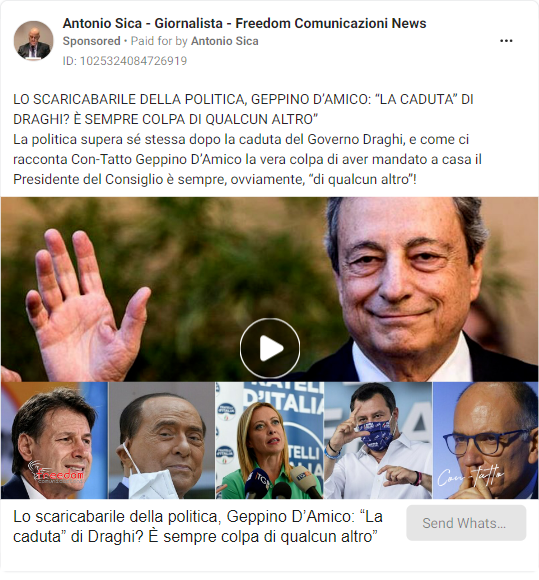 Antonio Sica - Giornalista - Freedom Comunicazioni News
Sponsored • Paid for by Antonio Sica
ID: 1025324084726919
LO SCARICABARILE DELLA POLITICA, GEPPINO D’AMICO: “LA CADUTA” DI
DRAGHI? È SEMPRE COLPA DI QUALCUN ALTRO”
La politica supera sé stessa dopo la caduta del Governo Draghi, e come ci
racconta Con-Tatto Geppino D’Amico la vera colpa di aver mandato a casa il
Presidente del Consiglio è sempre, ovviamente, “di qualcun altro”!
FRATELLI
D'ITALIA
freedom
Con-tatto
Lo scaricabarile della politica, Geppino D’Amico: “La
caduta” di Draghi? È sempre colpa di qualcun altro”
Send Whats...